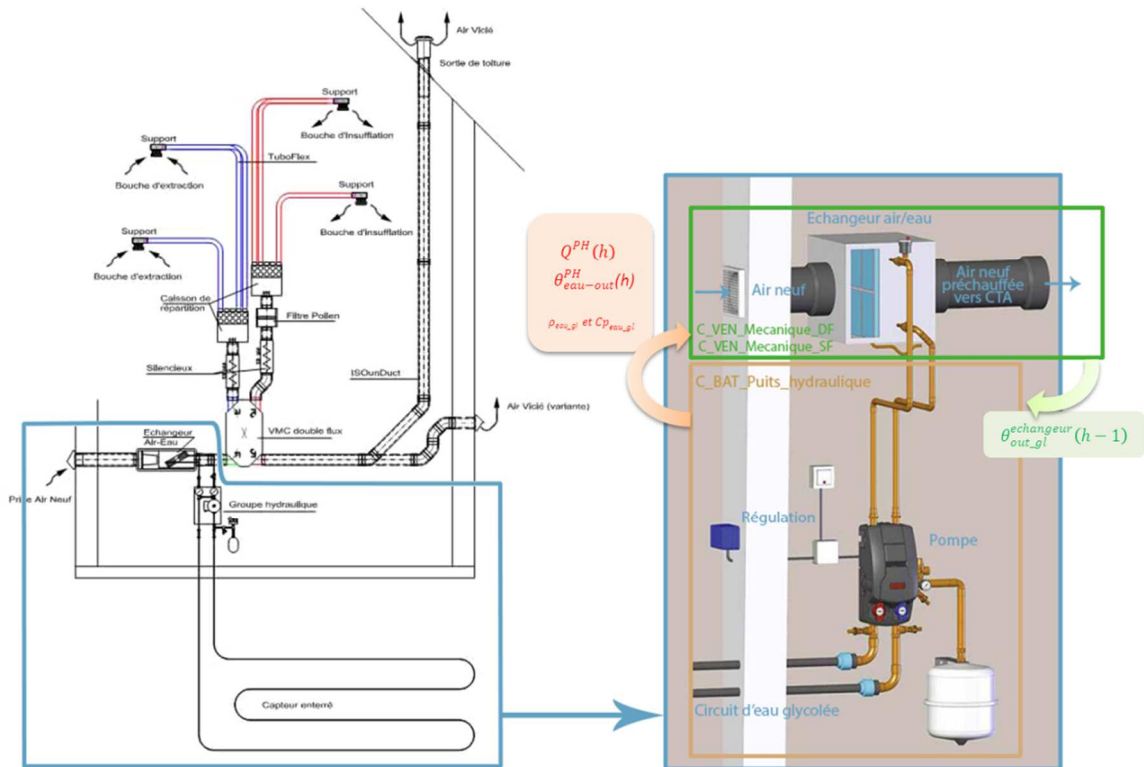 Air Vicié
Sortie de toiture
Support
Bouche d'Insufflation
Support
TuboFlex
Bouche d'extraction
Support
Bouche d'insufflation
Support
Bouche d'extraction
Caisson de
répartition
Filtre Pollen
Silencieux
ISOunDuct
Air Vicié (variante)
VMC double flux
Echangeur
Air-Eau
Prise Air Neuf
Groupe hydraulique
Capteur enterré
Q^PH(h)
θ^PH_eau-out(h)
ρ_eau_gl et Cp_eau_gl
Echangeur air/eau
Air neuf
Air neuf
préchauffée
vers CTA
C_VEN_Mecanique_DF
C_VEN_Mecanique_SF
C_BAT_Puits_hydraulique
θ^echangeur_out_gl(h−1)
Régulation
Pompe
Circuit d'eau glycolée